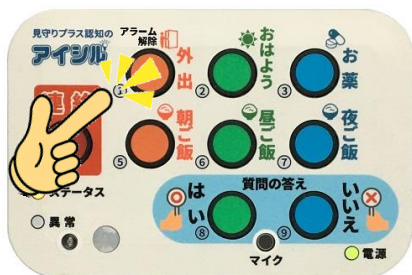 見守りプラス認知の
アイシル
アラーム
解除
① 外出
② おはよう
③ お薬
連絡
⑤ 朝ご飯
⑥ 昼ご飯
⑦ 夜ご飯
ステータス
質問の答え
はい ⑧
⑨ いいえ
異常
マイク
電源